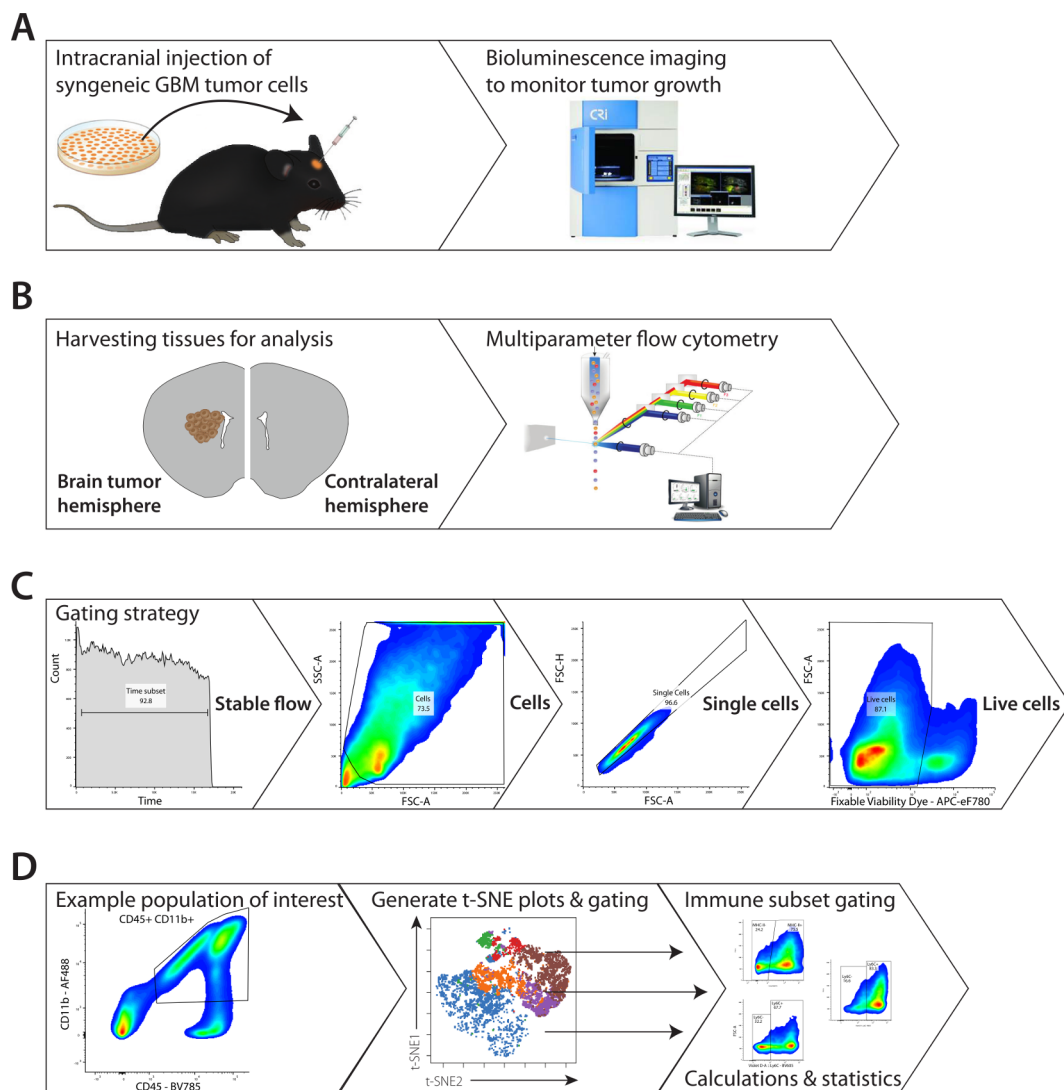 A
Intracranial injection of
syngeneic GBM tumor cells
Bioluminescence imaging
to monitor tumor growth
CRi
B
Harvesting tissues for analysis
Multiparameter flow cytometry
Brain tumor
hemisphere
Contralateral
hemisphere
C
Gating strategy
Count
Time subset
92.8
Time
Stable flow
SSC-A
Cells
73.5
FSC-A
Cells
FSC-H
Single Cells
96.6
FSC-A
Single cells
FSC-A
Live cells
87.1
Fixable Viability Dye - APC-eF780
Live cells
D
Example population of interest
CD45+ CD11b+
CD11b - AF488
CD45 - BV785
Generate t-SNE plots & gating
t-SNE1
t-SNE2
Immune subset gating
Calculations & statistics